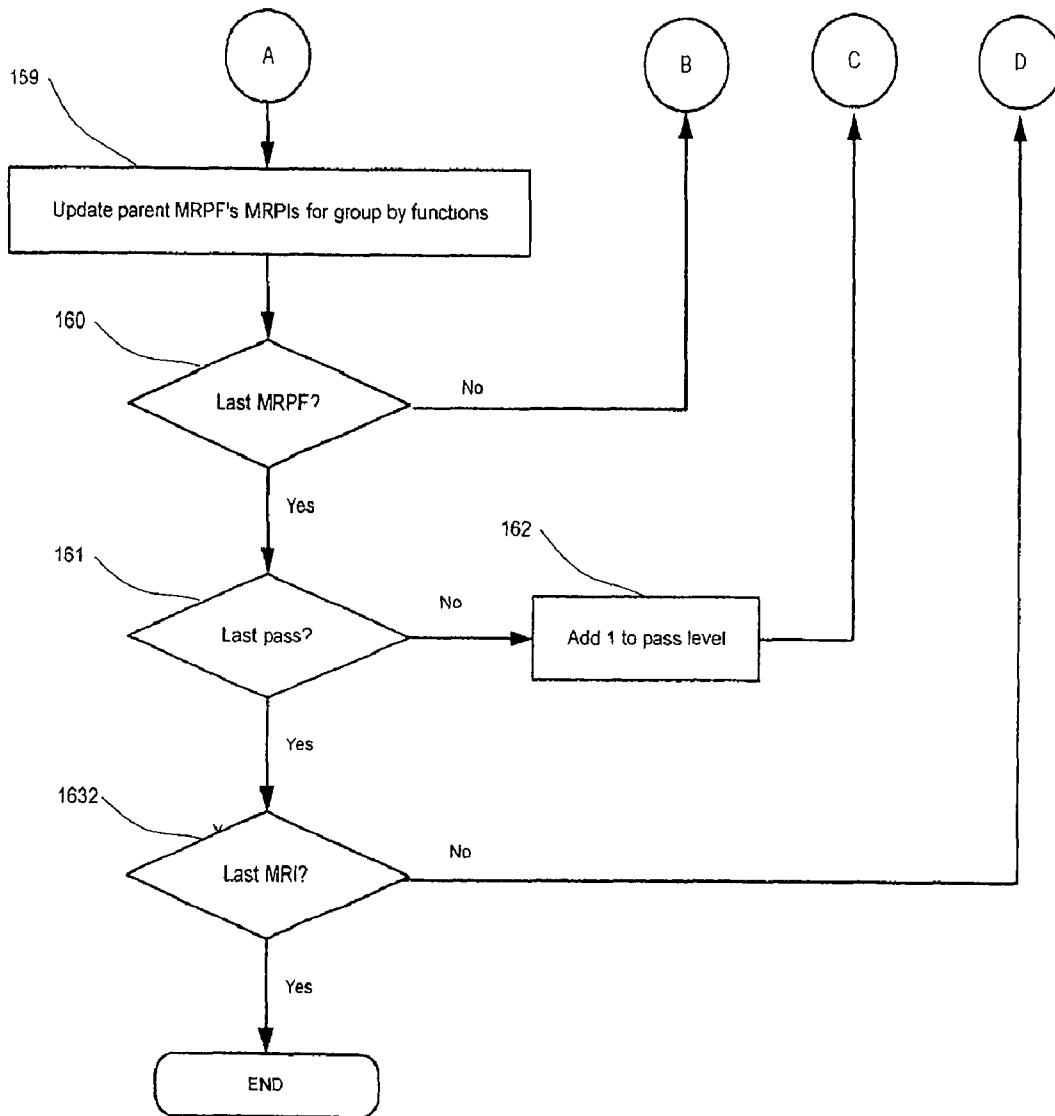 A
B
C
D
159
Update parent MRPF's MRPIs for group by functions
160
Last MRPF?
No
Yes
161
Last pass?
No
162
Add 1 to pass level
Yes
1632
Last MRI?
No
Yes
END